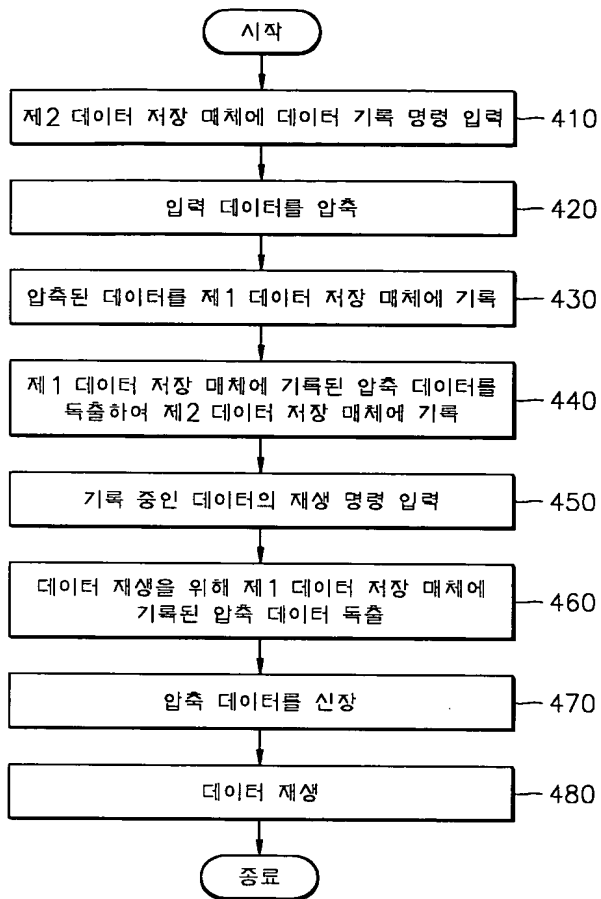 시작
제2 데이터 저장 매체에 데이터 기록 명령 입력
410
입력 데이터를 압축
420
압축된 데이터를 제1 데이터 저장 매체에 기록
430
제1 데이터 저장 매체에 기록된 압축 데이터를
독출하여 제2 데이터 저장 매체에 기록
440
기록 중인 데이터의 재생 명령 입력
450
데이터 재생을 위해 제1 데이터 저장 매체에
기록된 압축 데이터 독출
460
압축 데이터를 신장
470
데이터 재생
480
종료